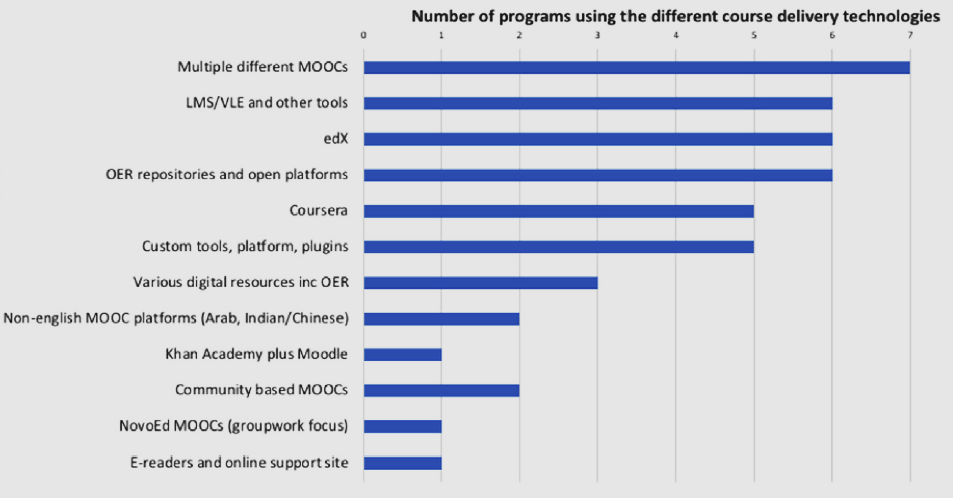 Number of programs using the different course delivery technologies
0 1 2 3 4 5 6 7
Multiple different MOOCs
LMS/VLE and other tools
edX
OER repositories and open platforms
Coursera
Custom tools, platform, plugins
Various digital resources inc OER
Non-english MOOC platforms (Arab, Indian/Chinese)
Khan Academy plus Moodle
Community based MOOCs
NovoEd MOOCs (groupwork focus)
E-readers and online support site